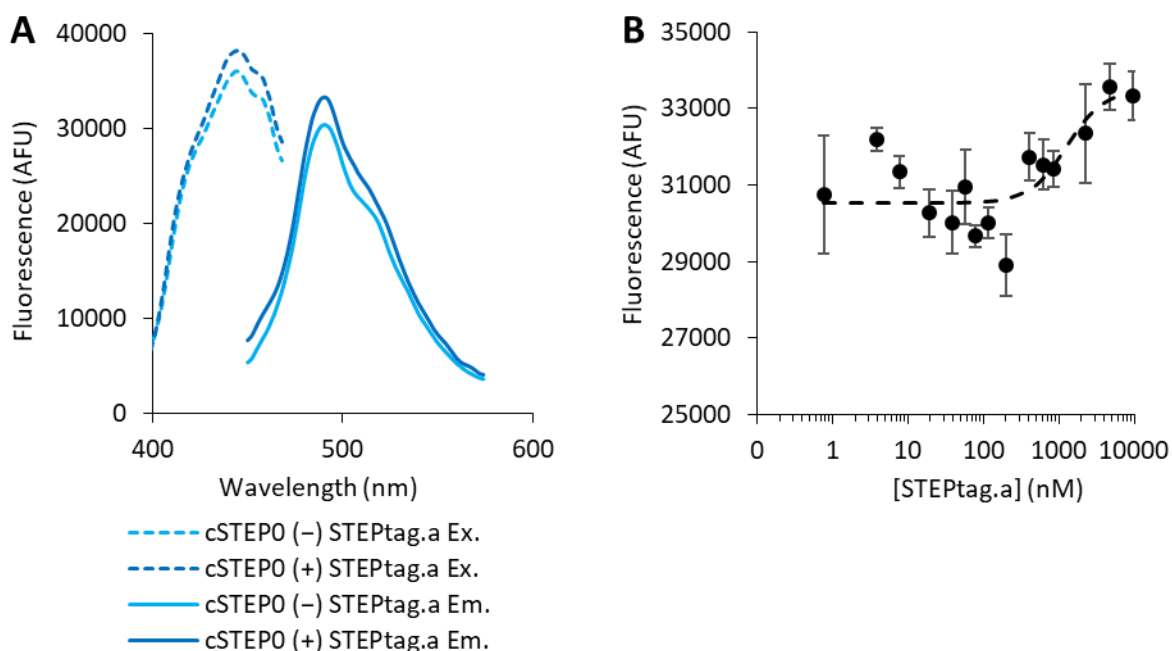 A
Fluorescence (AFU)
40000
30000
20000
10000
0
400
500
600
Wavelength (nm)
cSTEP0 (−) STEPtag.a Ex.
cSTEP0 (+) STEPtag.a Ex.
cSTEP0 (−) STEPtag.a Em.
cSTEP0 (+) STEPtag.a Em.
B
Fluorescence (AFU)
35000
33000
31000
29000
27000
25000
0
1
10
100
1000
10000
[STEPtag.a] (nM)